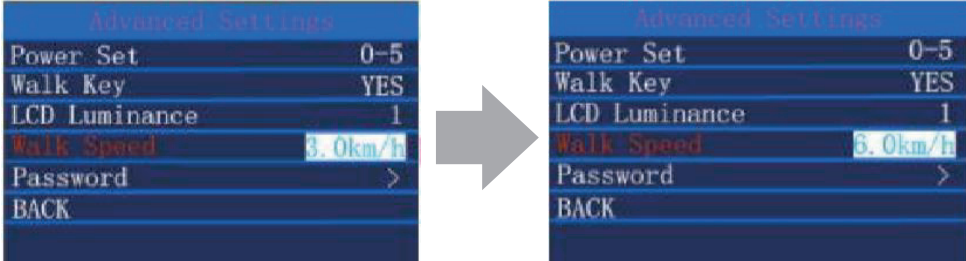 Advanced Settings
Power Set 0-5
Walk Key YES
LCD Luminance 1
Walk Speed 3.0km/h
Password >
BACK
Advanced Settings
Power Set 0-5
Walk Key YES
LCD Luminance 1
Walk Speed 6.0km/h
Password >
BACK